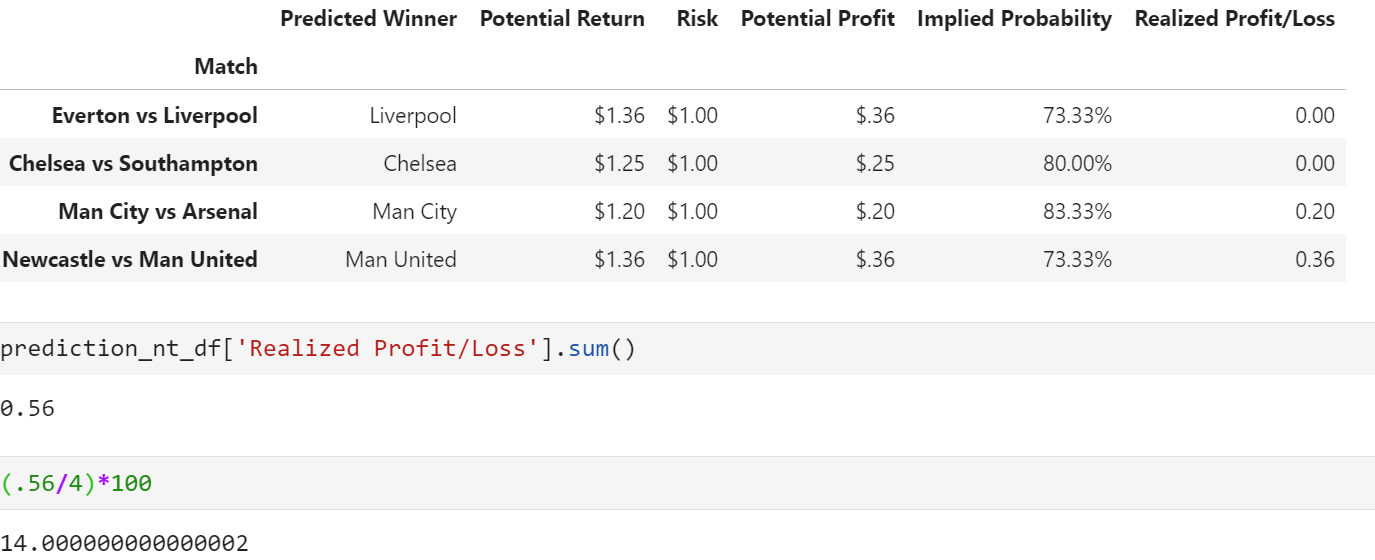 Predicted Winner Potential Return Risk Potential Profit Implied Probability Realized Profit/Loss
Match
Everton vs Liverpool Liverpool $1.36 $1.00 $.36 73.33% 0.00
Chelsea vs Southampton Chelsea $1.25 $1.00 $.25 80.00% 0.00
Man City vs Arsenal Man City $1.20 $1.00 $.20 83.33% 0.20
Newcastle vs Man United Man United $1.36 $1.00 $.36 73.33% 0.36
prediction_nt_df['Realized Profit/Loss'].sum()
0.56
(.56/4)*100
14.000000000000002